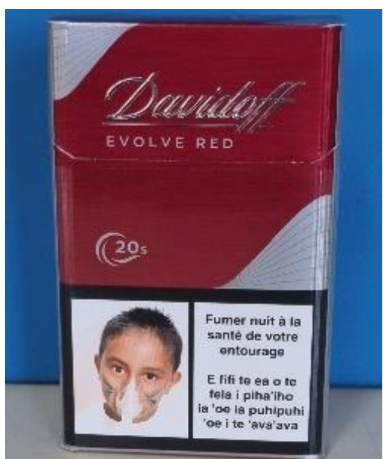 Davidoff
EVOLVE RED
20s
Fumer nuit à la
santé de votre
entourage
E fifi te ea o te
feia i piha'iho
ia 'oe ia puhipuhi
'oe i te 'ava'ava